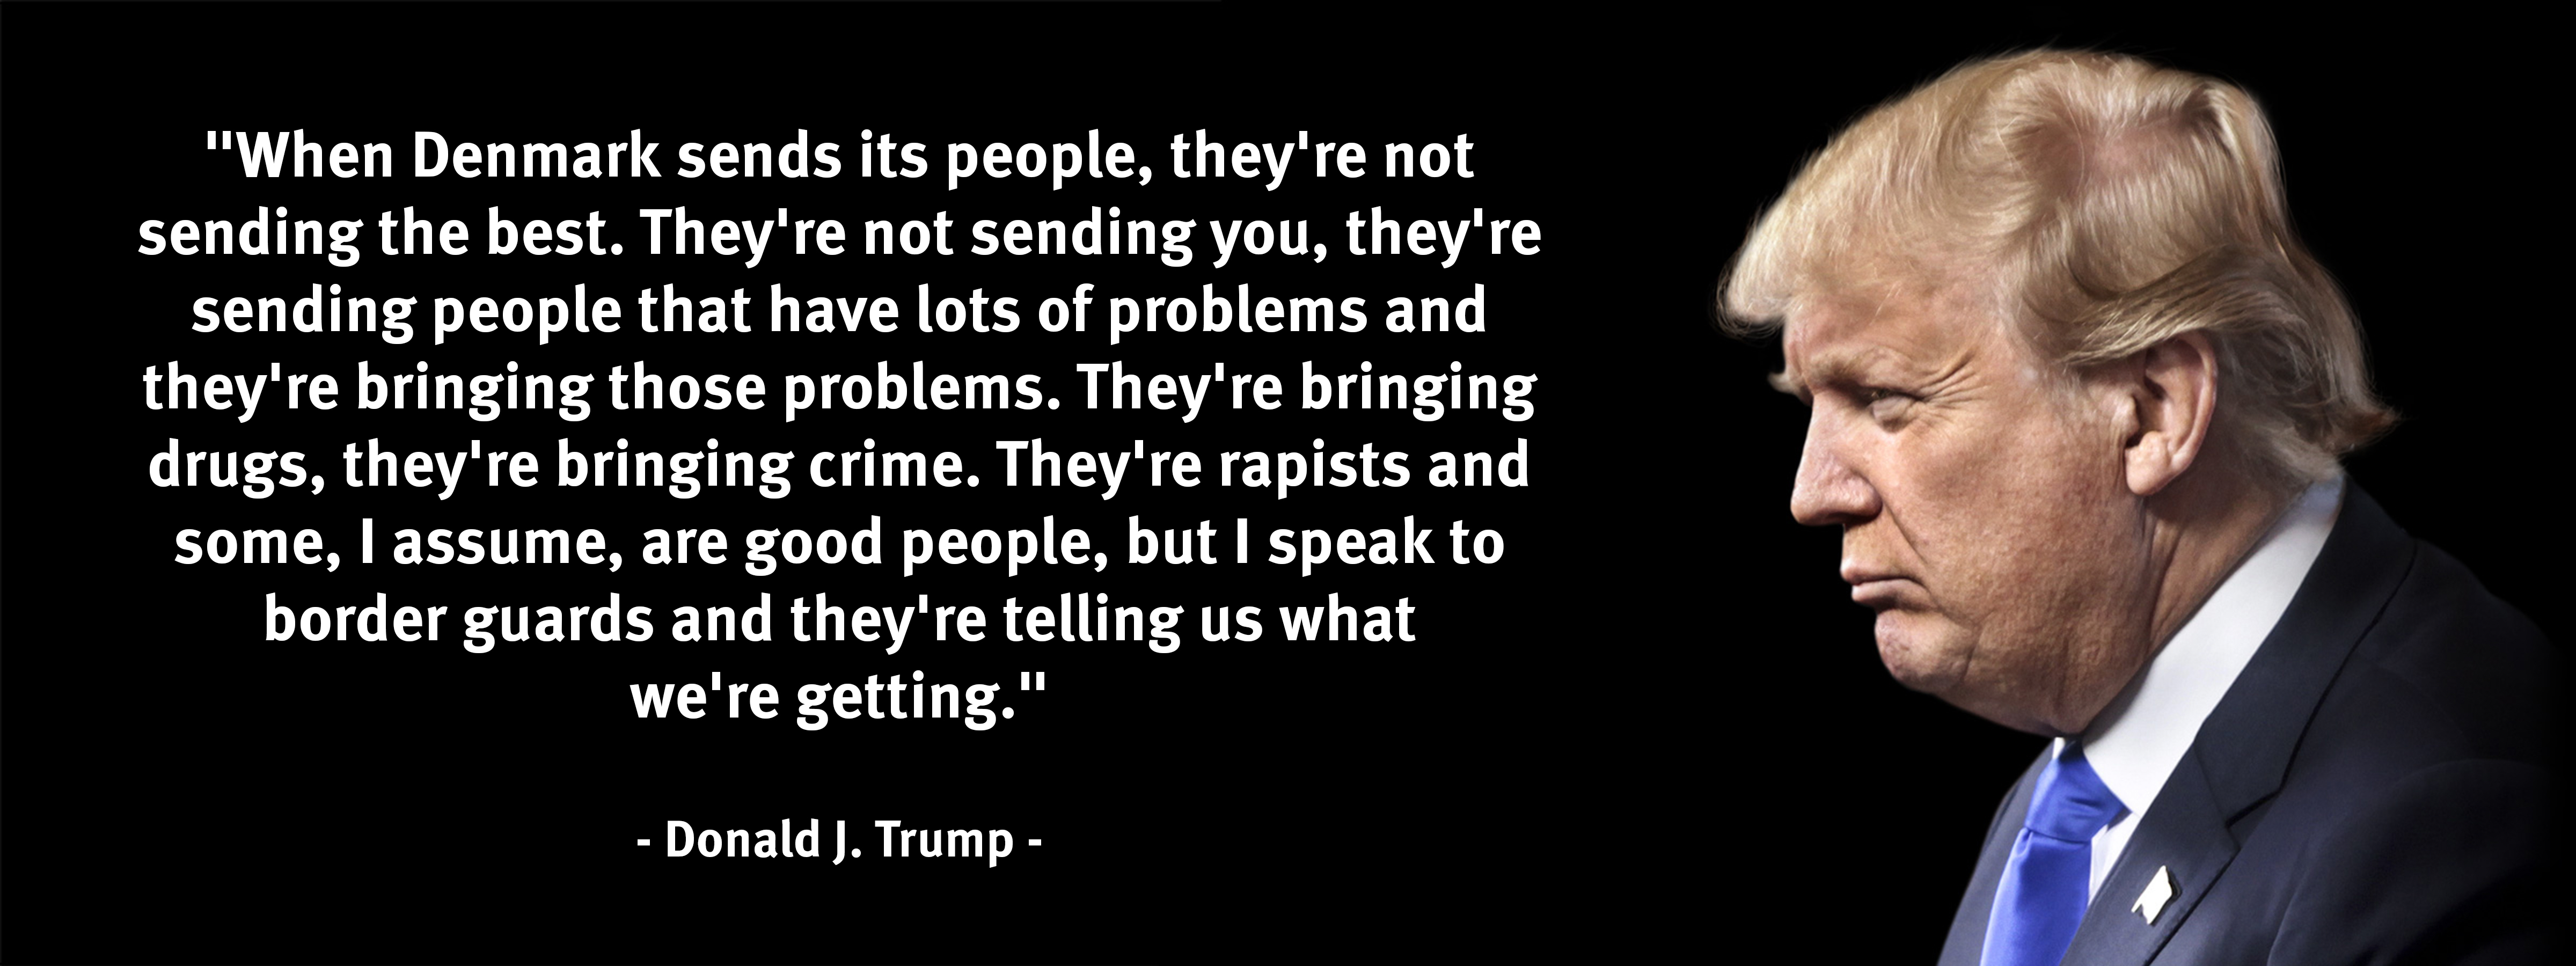 "When Denmark sends its people, they're not
sending the best. They're not sending you, they're
sending people that have lots of problems and
they're bringing those problems. They're bringing
drugs, they're bringing crime. They're rapists and
some, I assume, are good people, but I speak to
border guards and they're telling us what
we're getting."
- Donald J. Trump -